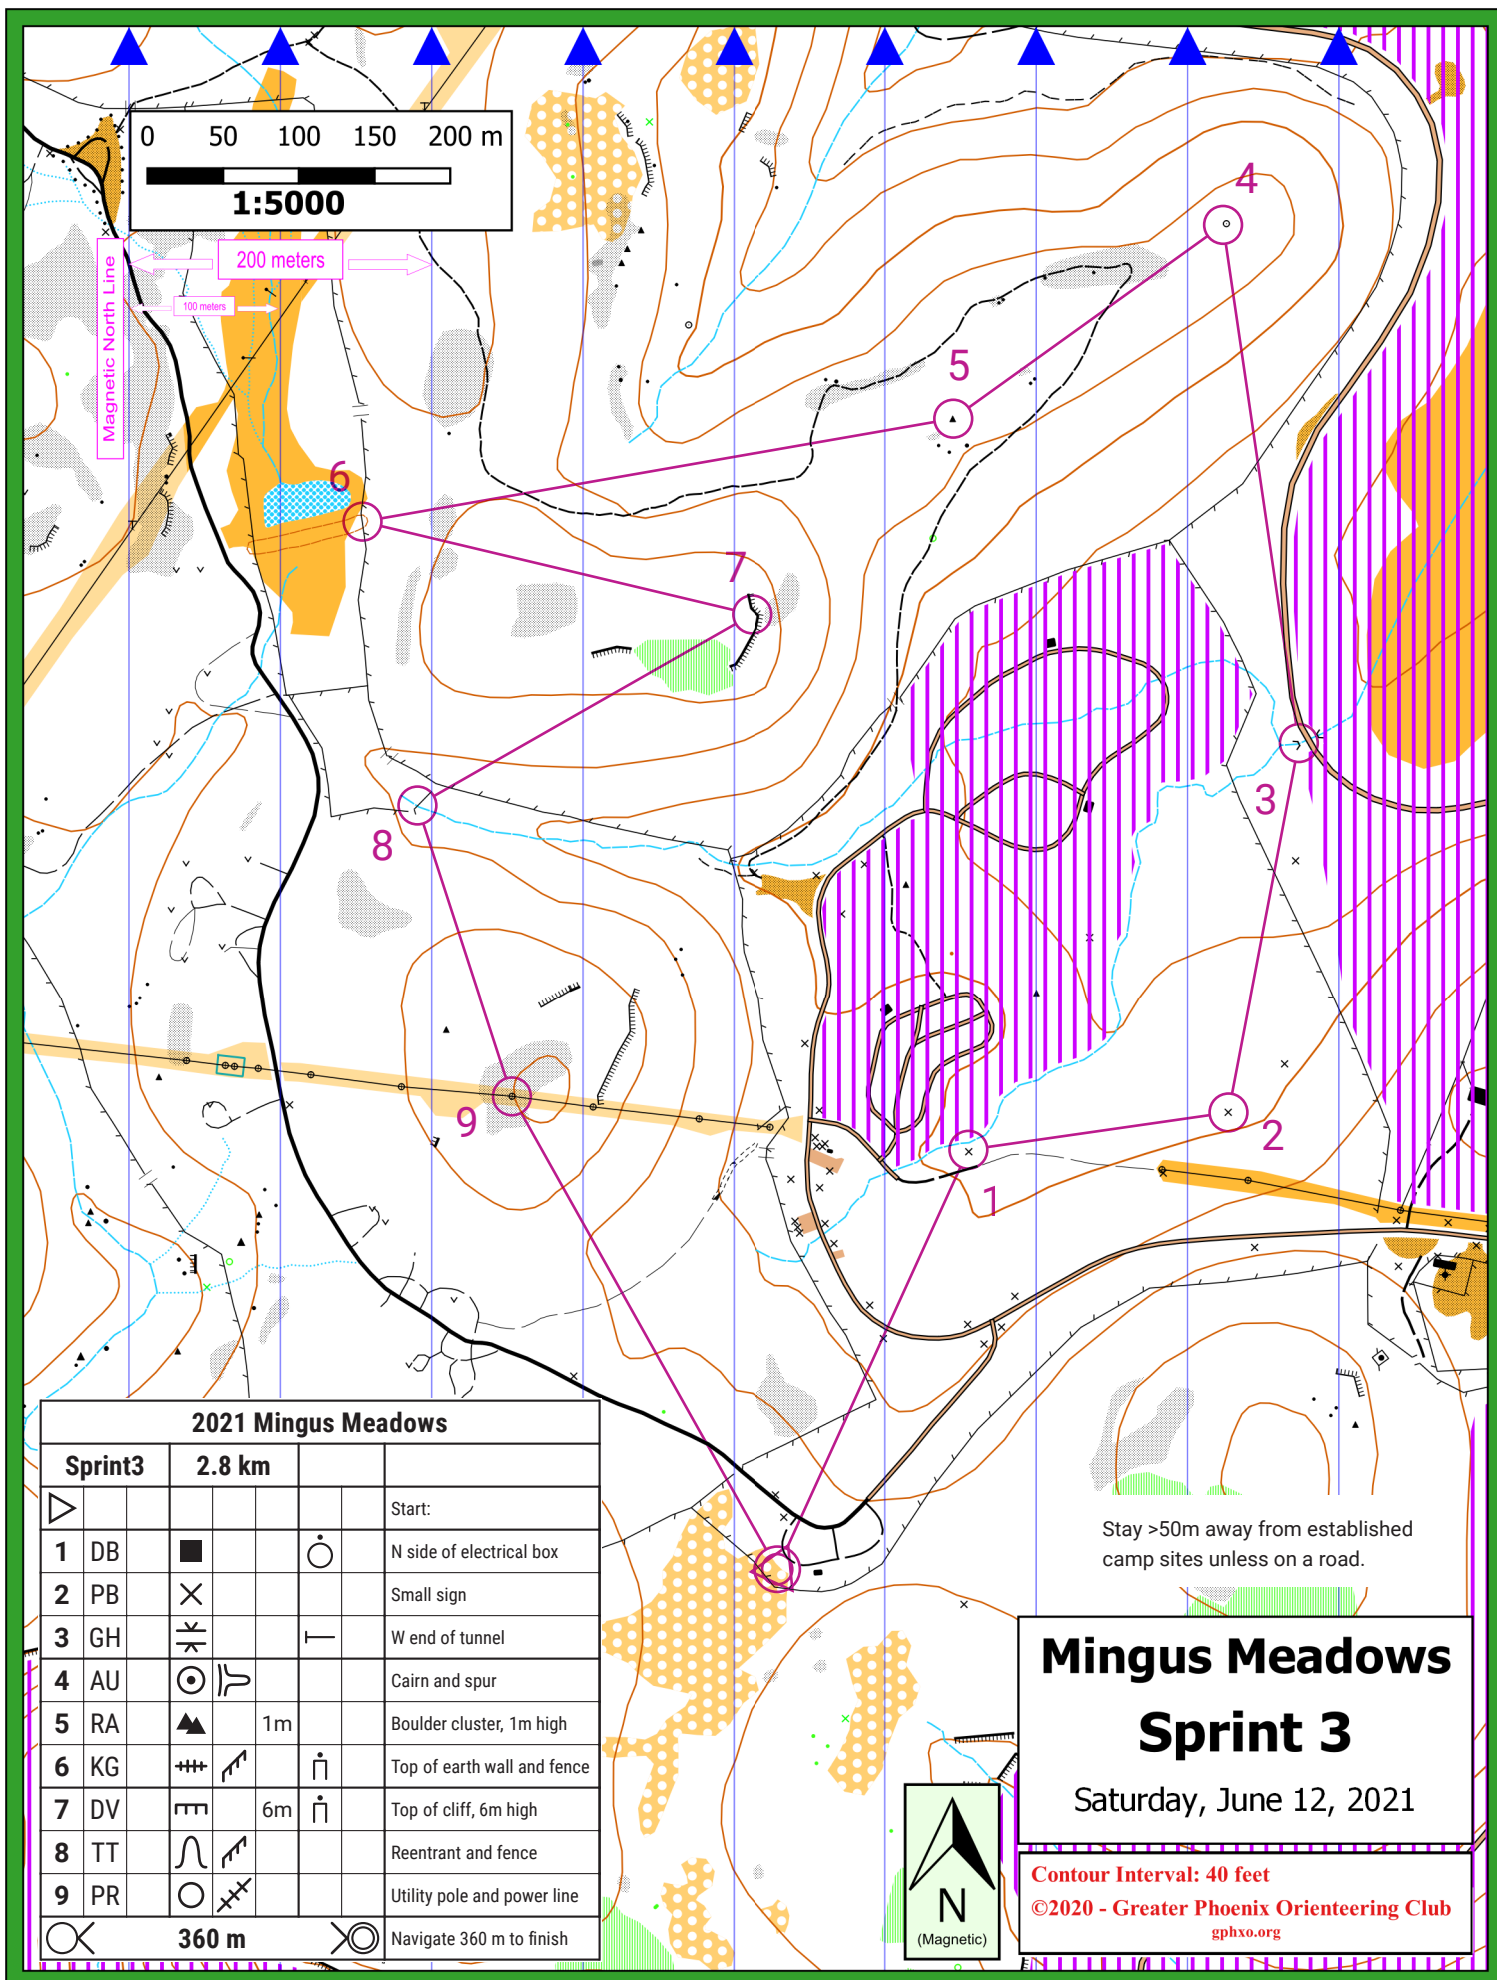 0 50 100 150 200 m
1:5000
200 meters
100 meters
Magnetic North Line
4
5
6
7
3
8
9
2
1
2021 Mingus Meadows
Sprint3 2.8 km
Start:
1 DB N side of electrical box
2 PB Small sign
3 GH W end of tunnel
4 AU Cairn and spur
5 RA 1m Boulder cluster, 1m high
6 KG Top of earth wall and fence
7 DV 6m Top of cliff, 6m high
8 TT Reentrant and fence
9 PR Utility pole and power line
360 m Navigate 360 m to finish
Stay >50m away from established
camp sites unless on a road.
Mingus Meadows
Sprint 3
Saturday, June 12, 2021
N
(Magnetic)
Contour Interval: 40 feet
©2020 - Greater Phoenix Orienteering Club
gphxo.org